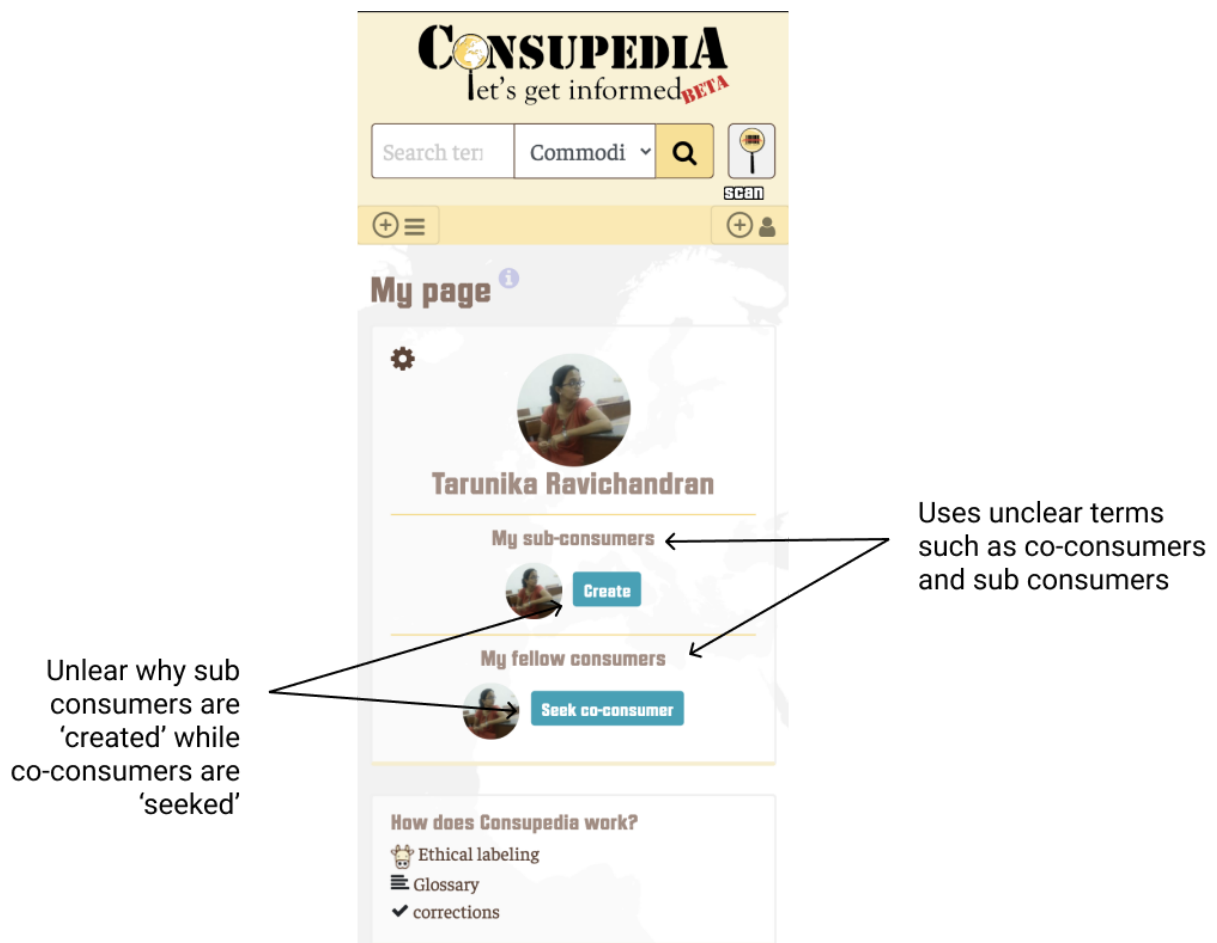 CONSUPEDIA
let's get informed BETA
Search ter
Commodi
scan
My page
Tarunika Ravichandran
My sub-consumers
Create
My fellow consumers
Seek co-consumer
How does Consupedia work?
Ethical labeling
Glossary
corrections
Uses unclear terms
such as co-consumers
and sub consumers
Unlear why sub
consumers are
‘created’ while
co-consumers are
‘seeked’